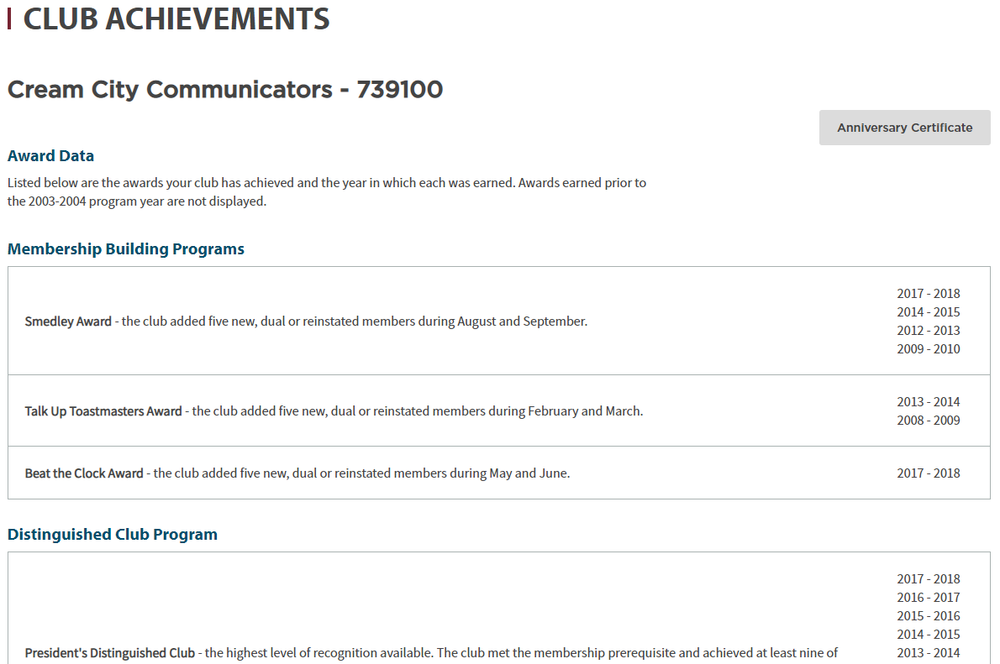 CLUB ACHIEVEMENTS
Cream City Communicators - 739100
Anniversary Certificate
Award Data
Listed below are the awards your club has achieved and the year in which each was earned. Awards earned prior to
the 2003-2004 program year are not displayed.
Membership Building Programs
Smedley Award - the club added five new, dual or reinstated members during August and September.
2017 - 2018
2014 - 2015
2012 - 2013
2009 - 2010
Talk Up Toastmasters Award - the club added five new, dual or reinstated members during February and March.
2013 - 2014
2008 - 2009
Beat the Clock Award - the club added five new, dual or reinstated members during May and June.
2017 - 2018
Distinguished Club Program
President's Distinguished Club - the highest level of recognition available. The club met the membership prerequisite and achieved at least nine of
2017 - 2018
2016 - 2017
2015 - 2016
2014 - 2015
2013 - 2014